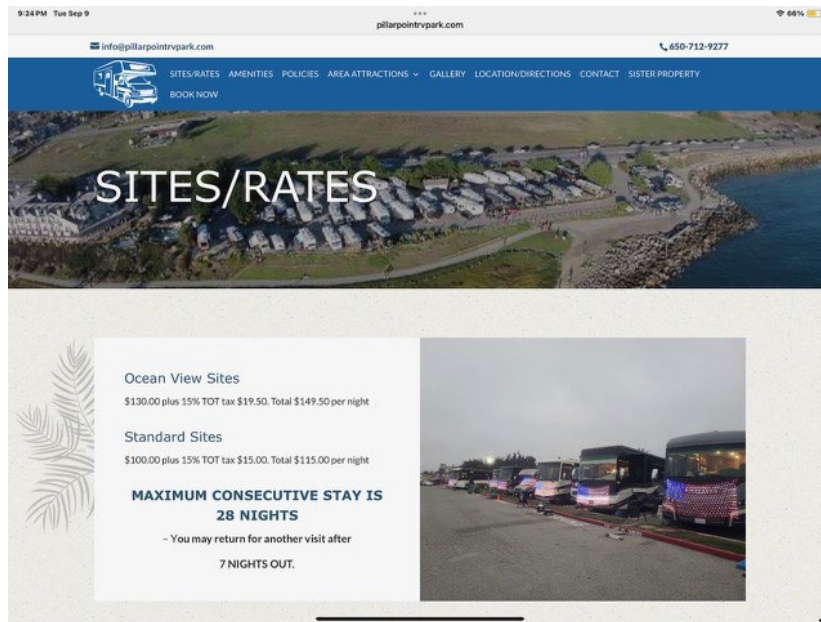 9:24 PM Tue Sep 9
66%
pillarpointrvpark.com
info@pillarpointrvpark.com
650-712-9277
SITES/RATES AMENITIES POLICIES AREA ATTRACTIONS GALLERY LOCATION/DIRECTIONS CONTACT SISTER PROPERTY
BOOK NOW
SITES/RATES
Ocean View Sites
$130.00 plus 15% TOT tax $19.50. Total $149.50 per night
Standard Sites
$100.00 plus 15% TOT tax $15.00. Total $115.00 per night
MAXIMUM CONSECUTIVE STAY IS
28 NIGHTS
– You may return for another visit after
7 NIGHTS OUT.